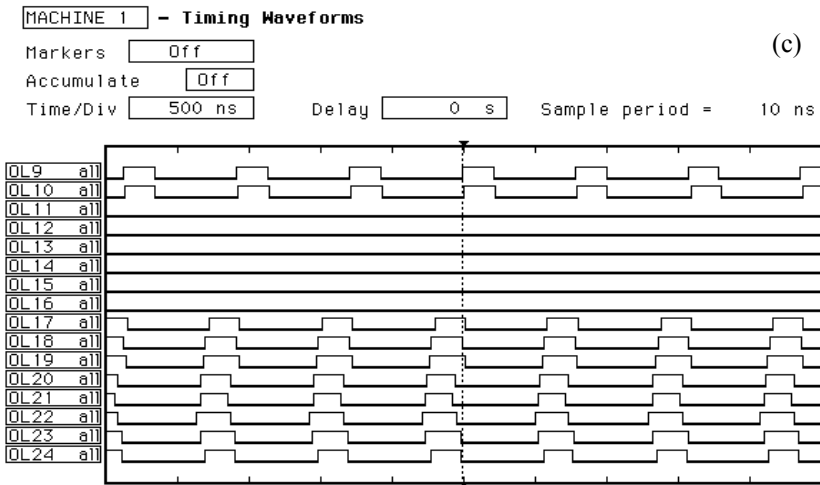 MACHINE 1 - Timing Waveforms
(c)
Markers Off
Accumulate Off
Time/Div 500 ns Delay 0 s Sample period = 10 ns
OL9 all
OL10 all
OL11 all
OL12 all
OL13 all
OL14 all
OL15 all
OL16 all
OL17 all
OL18 all
OL19 all
OL20 all
OL21 all
OL22 all
OL23 all
OL24 all